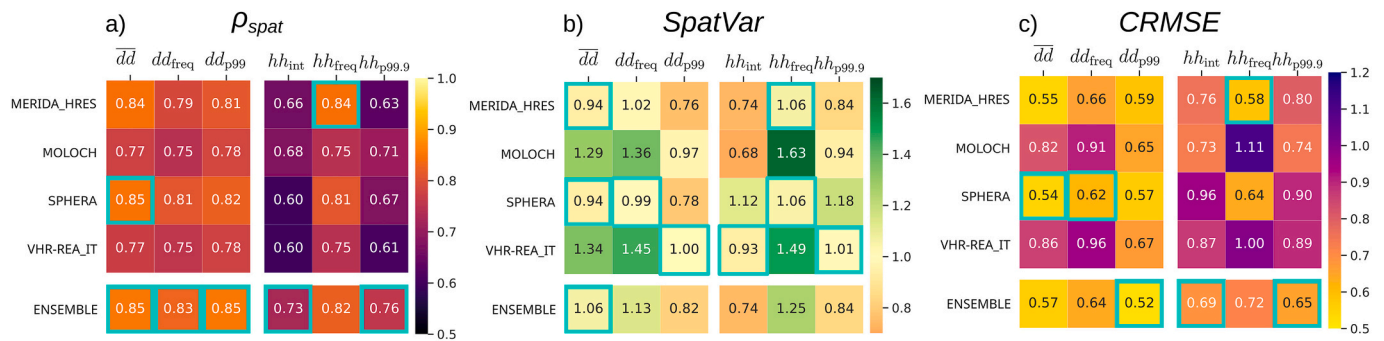 a) ρspat
dd ddfreq ddp99 hhint hhfreq hhp99.9
MERIDA_HRES 0.84 0.79 0.81 0.66 0.84 0.63
MOLOCH 0.77 0.75 0.78 0.68 0.75 0.71
SPHERA 0.85 0.81 0.82 0.60 0.81 0.67
VHR-REA_IT 0.77 0.75 0.78 0.60 0.75 0.61
ENSEMBLE 0.85 0.83 0.85 0.73 0.82 0.76
1.0
0.9
0.8
0.7
0.6
0.5
b) SpatVar
dd ddfreq ddp99 hhint hhfreq hhp99.9
MERIDA_HRES 0.94 1.02 0.76 0.74 1.06 0.84
MOLOCH 1.29 1.36 0.97 0.68 1.63 0.94
SPHERA 0.94 0.99 0.78 1.12 1.06 1.18
VHR-REA_IT 1.34 1.45 1.00 0.93 1.49 1.01
ENSEMBLE 1.06 1.13 0.82 0.74 1.25 0.84
1.6
1.4
1.2
1.0
0.8
c) CRMSE
dd ddfreq ddp99 hhint hhfreq hhp99.9
MERIDA_HRES 0.55 0.66 0.59 0.76 0.58 0.80
MOLOCH 0.82 0.91 0.65 0.73 1.11 0.74
SPHERA 0.54 0.62 0.57 0.96 0.64 0.90
VHR-REA_IT 0.86 0.96 0.67 0.87 1.00 0.89
ENSEMBLE 0.57 0.64 0.52 0.69 0.72 0.65
1.2
1.1
1.0
0.9
0.8
0.7
0.6
0.5